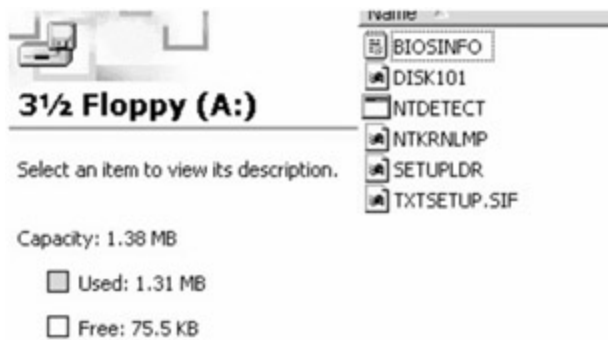 Name
BIOSINFO
DISK101
3½ Floppy (A:)
NTDETECT
NTKRNLMP
Select an item to view its description.
SETUPLDR
TXTSETUP.SIF
Capacity: 1.38 MB
Used: 1.31 MB
Free: 75.5 KB